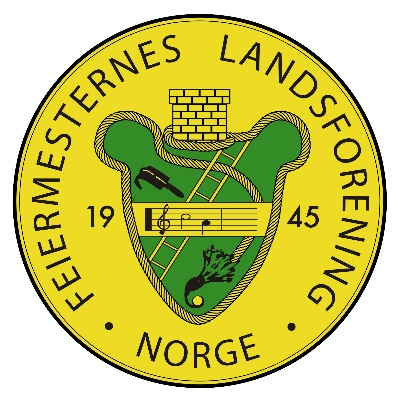 FEIERMESTERNES LANDSFORENING
19 45
NORGE